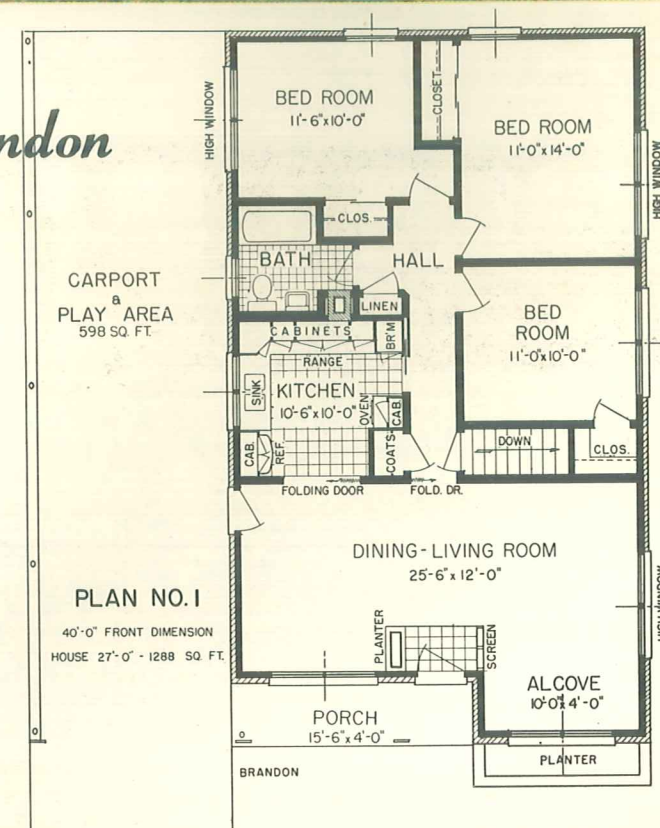 ndon
BED ROOM
11'-6"x10'-0"
CLOSET
BED ROOM
11'-0"x14'-0"
HIGH WINDOW
HIGH WINDOW
CLOS.
BATH
HALL
LINEN
CARPORT
a
PLAY AREA
598 SQ. FT.
CABINETS
BR'M
RANGE
SINK
KITCHEN
10'-6"x10'-0"
OVEN
CAB.
CAB.
REF.
COATS
BED
ROOM
11'-0"x10'-0"
DOWN
CLOS.
FOLDING DOOR
FOLD. DR.
DINING-LIVING ROOM
25'-6"x12'-0"
PLAN NO. 1
40'-0" FRONT DIMENSION
HOUSE 27'-0" - 1288 SQ. FT.
PLANTER
SCREEN
HIGH WINDOW
ALCOVE
10'-0"x4'-0"
PORCH
15'-6"x4'-0"
PLANTER
BRANDON